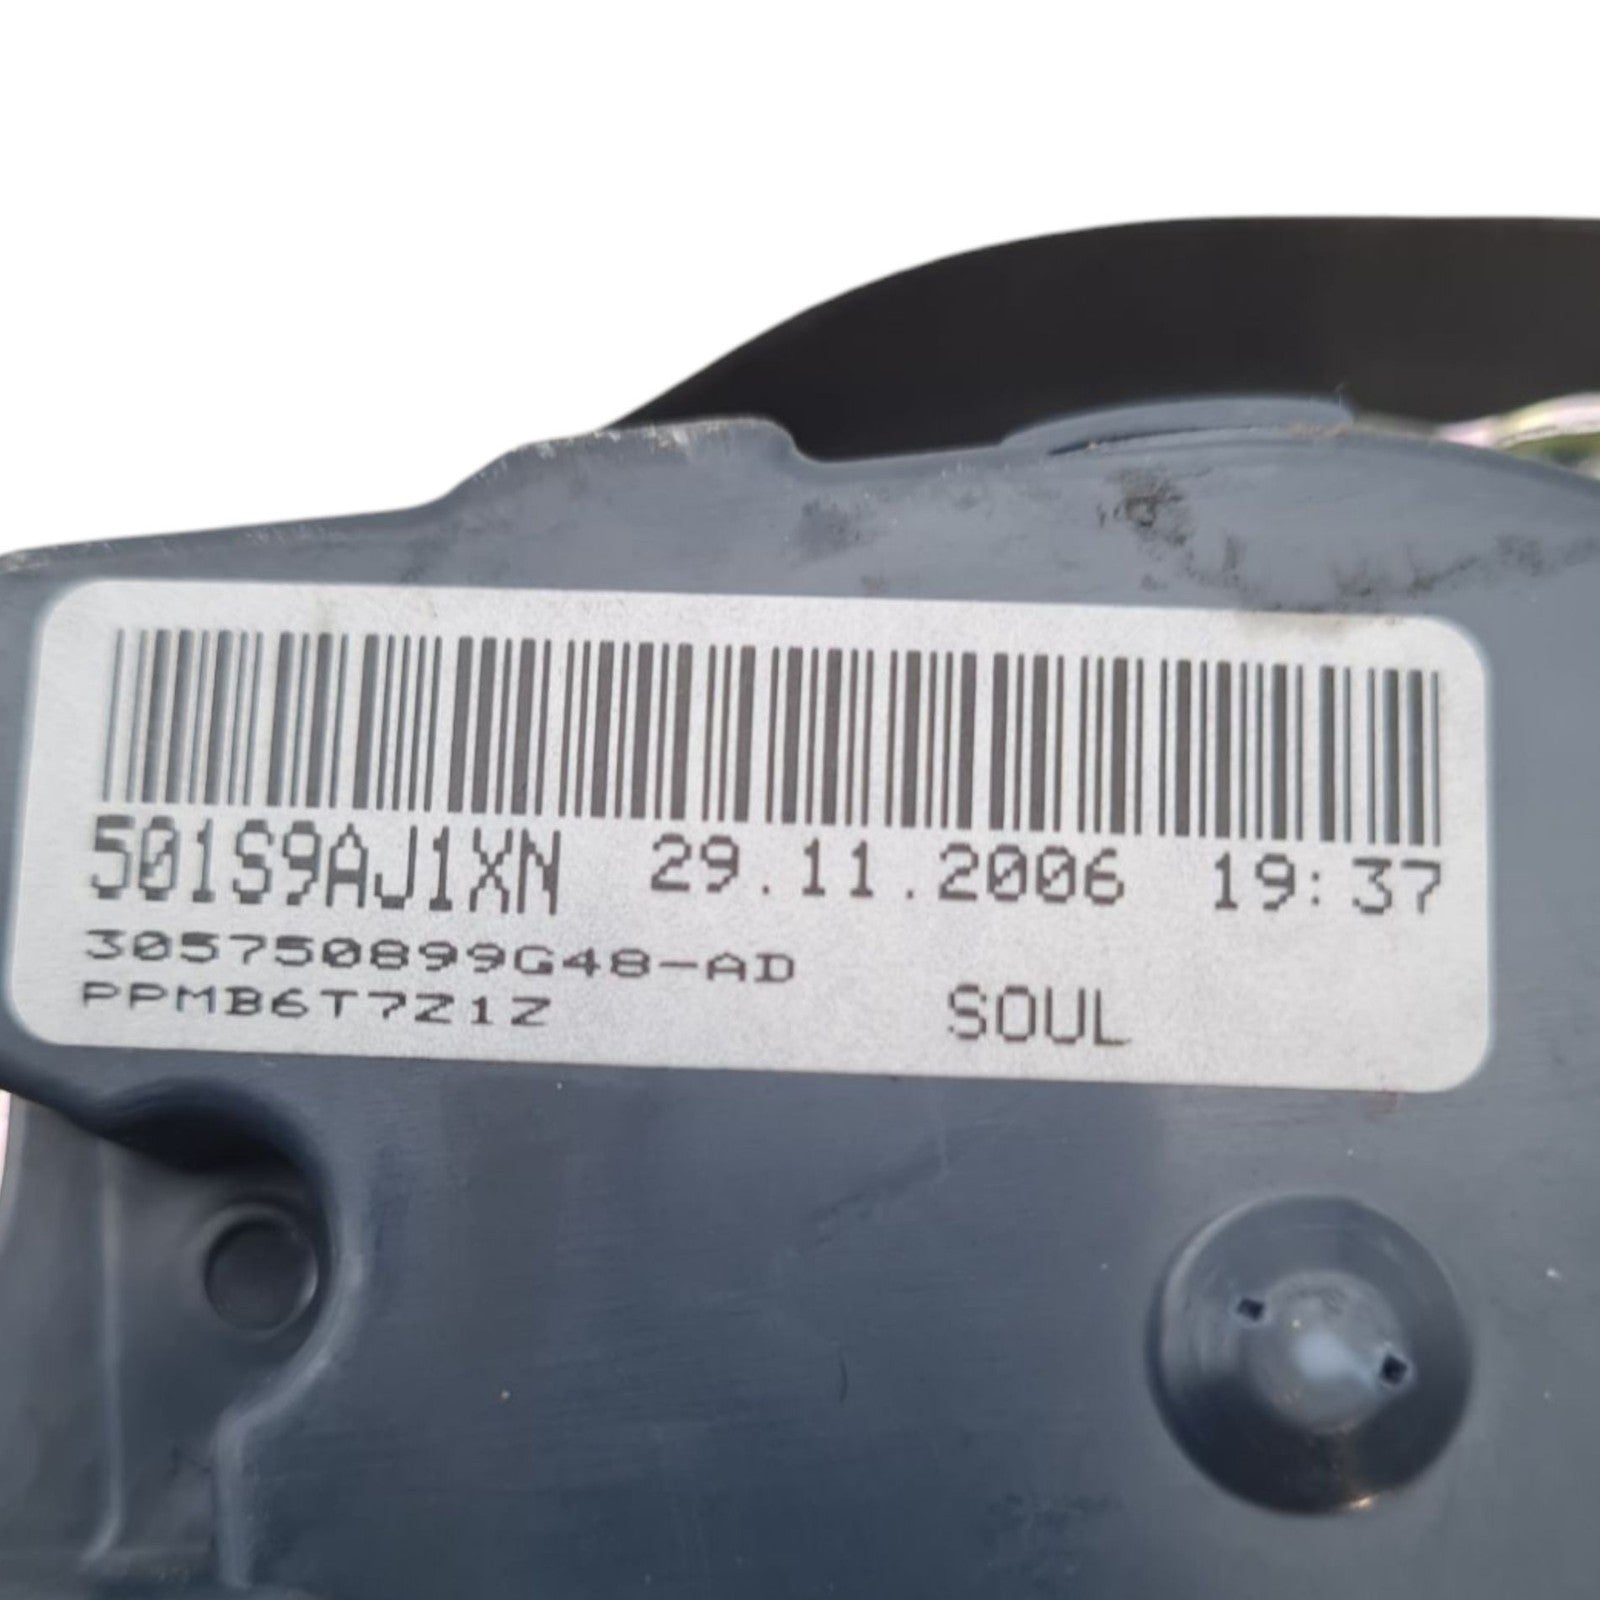 501S9AJ1XN 29.11.2006 19:37
305750899G48-AD
PPMB6T7Z1Z SOUL